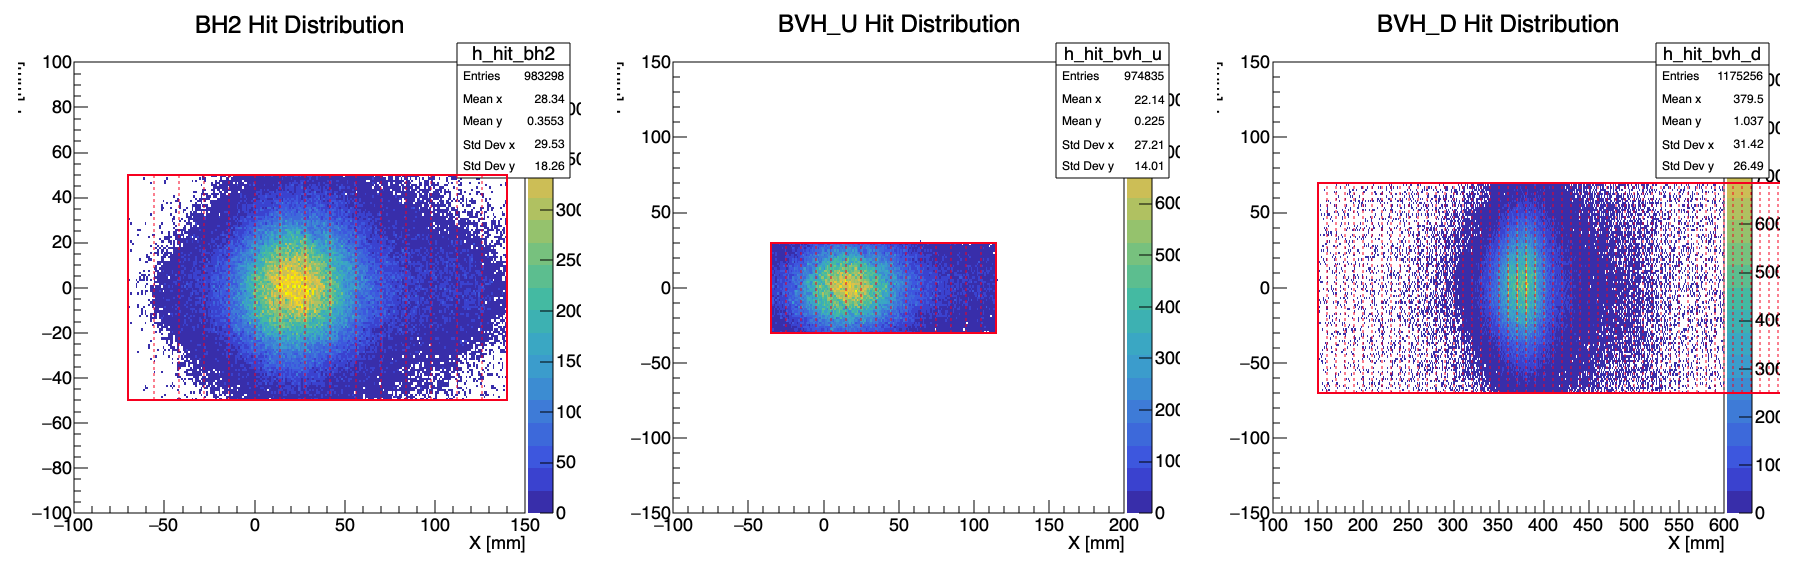 BH2 Hit Distribution
h_hit_bh2
Entries 983298
Mean x 28.34
Mean y 0.3553
Std Dev x 29.53
Std Dev y 18.26
100
80
60
40
20
0
−20
−40
−60
−80
−100
−100 −50 0 50 100 150
X [mm]
300
250
200
150
100
50
0
BVH_U Hit Distribution
h_hit_bvh_u
Entries 974835
Mean x 22.14
Mean y 0.225
Std Dev x 27.21
Std Dev y 14.01
150
100
50
0
−50
−100
−150
−100 −50 0 50 100 150 200
X [mm]
600
500
400
300
200
100
0
BVH_D Hit Distribution
h_hit_bvh_d
Entries 1175256
Mean x 379.5
Mean y 1.037
Std Dev x 31.42
Std Dev y 26.49
150
100
50
0
−50
−100
−150
100 150 200 250 300 350 400 450 500 550 600
X [mm]
600
500
400
300
200
100
0